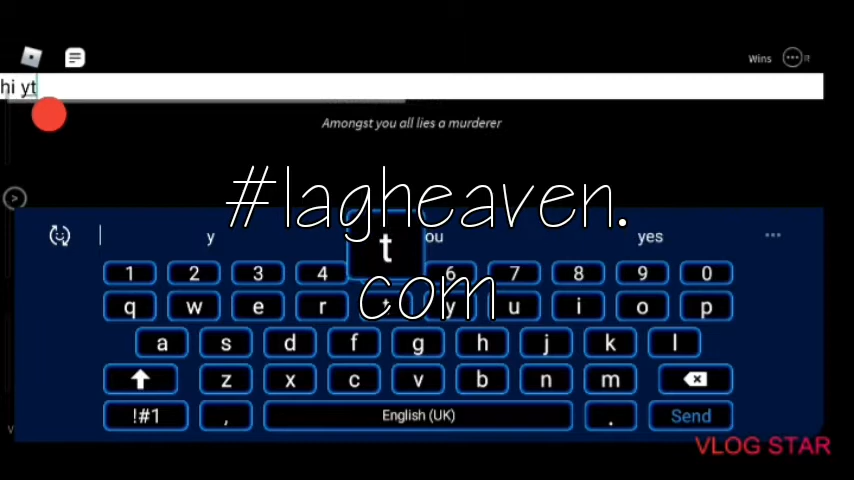 Wins
hi yt
Amongst you all lies a murderer
#lagheaven.
com
y ou yes
t
1 2 3 4 6 7 8 9 0
q w e r t y u i o p
a s d f g h j k l
z x c v b n m
!#1 , English (UK) . Send
VLOG STAR